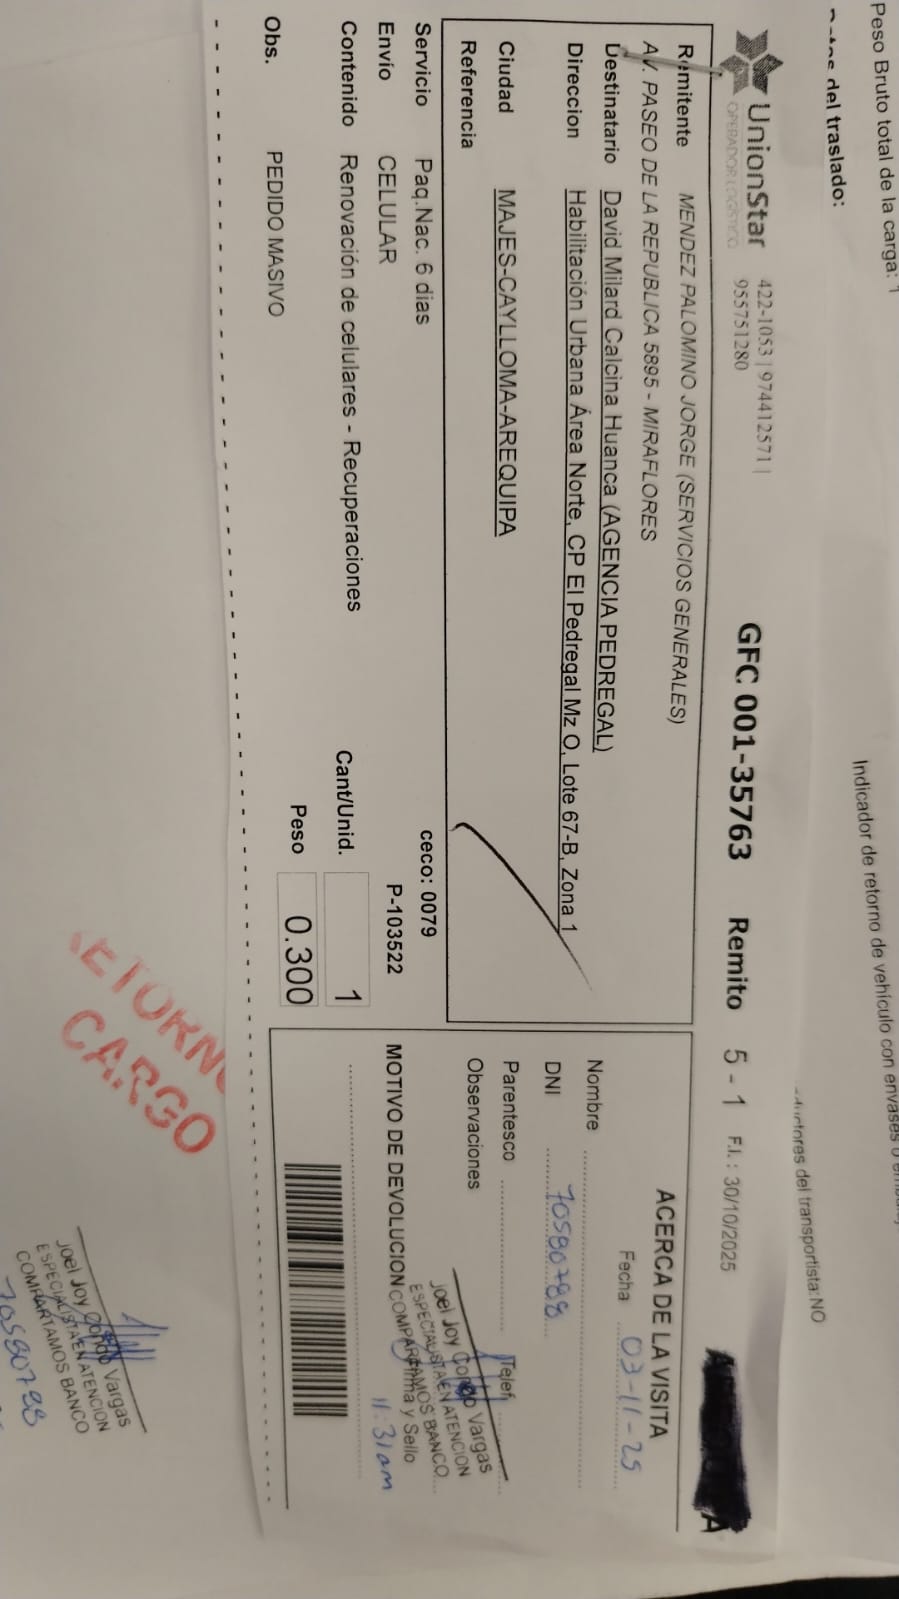 Peso Bruto total de la carga: 1
Indicador de retorno de vehículo con envases o
del traslado:
del transportista: NO
UnionStar
OPERADOR LOGÍSTICO
422-1053 | 974412571 |
955751280
GFC 001-35763 Remito 5 - 1 F.I.: 30/10/2025
Remitente MENDEZ PALOMINO JORGE (SERVICIOS GENERALES)
AV. PASEO DE LA REPUBLICA 5895 - MIRAFLORES
Destinatario David Milard Calcina Huanca (AGENCIA PEDREGAL)
Direccion Habilitación Urbana Área Norte, CP El Pedregal Mz O, Lote 67-B, Zona 1
Ciudad MAJES-CAYLLOMA-AREQUIPA
Referencia
Servicio Paq.Nac. 6 dias ceco: 0079
Envío CELULAR P-103522
Contenido Renovación de celulares - Recuperaciones Cant/Unid. 1
Obs. PEDIDO MASIVO Peso 0.300
ACERCA DE LA VISITA
Fecha 03-11-25
Nombre
DNI 70580788
Parentesco Telef.
Observaciones
Joel Joy Condo Vargas
ESPECIALISTA EN ATENCION
COMPARTAMOS BANCO
MOTIVO DE DEVOLUCION Firma y Sello
11:31am
RETORNO
CARGO
Joel Joy Condo Vargas
ESPECIALISTA EN ATENCION
COMPARTAMOS BANCO
70580788